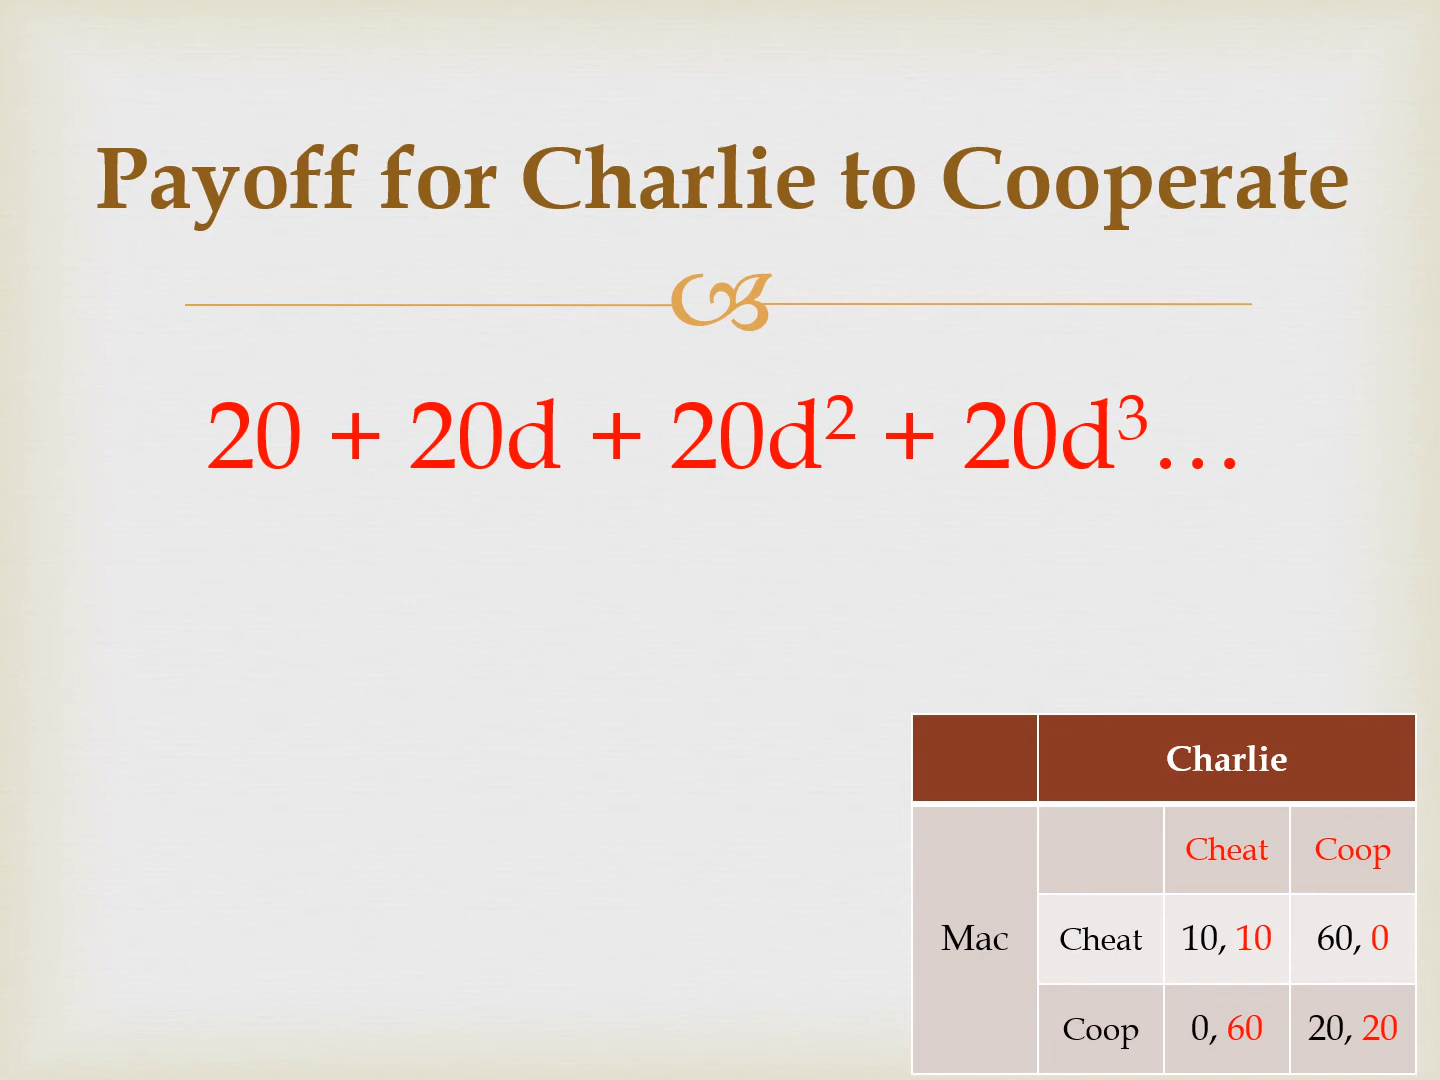 Payoff for Charlie to Cooperate
20 + 20d + 20d² + 20d³…
Charlie
Cheat Coop
Mac Cheat 10, 10 60, 0
Coop 0, 60 20, 20